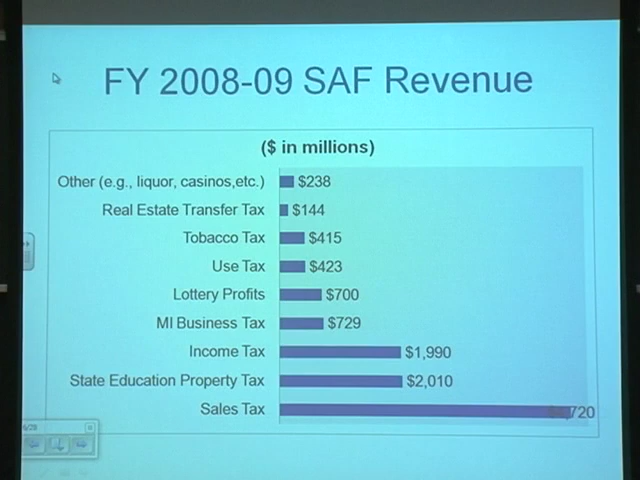 FY 2008-09 SAF Revenue
($ in millions)
Other (e.g., liquor, casinos,etc.) $238
Real Estate Transfer Tax $144
Tobacco Tax $415
Use Tax $423
Lottery Profits $700
MI Business Tax $729
Income Tax $1,990
State Education Property Tax $2,010
Sales Tax
6/28